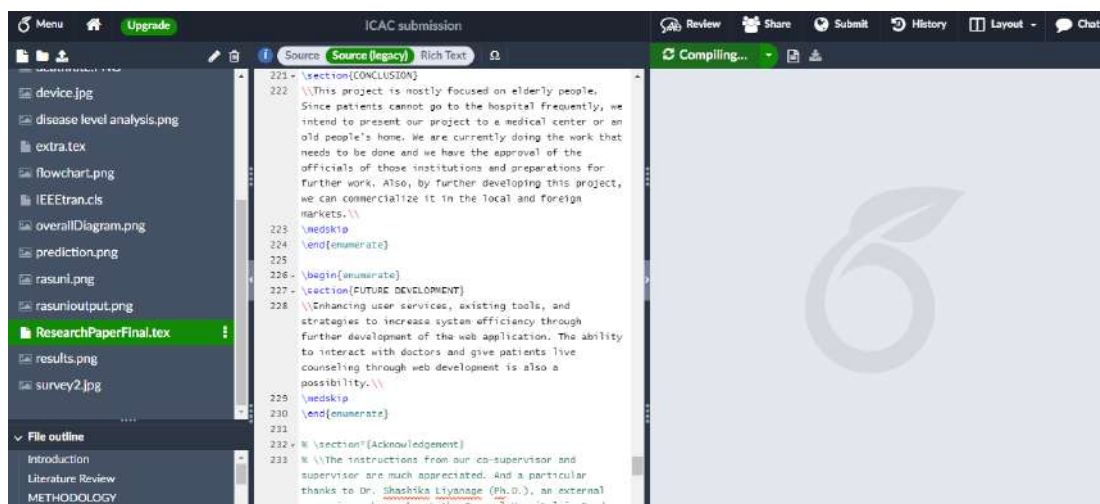 Menu Upgrade ICAC submission Review Share Submit History Layout Chat
Source Source (legacy) Rich Text Ω Compiling...
device.jpg
disease level analysis.png
extra.tex
flowchart.png
IEEEtran.cls
overallDiagram.png
prediction.png
rasuni.png
rasunioutput.png
ResearchPaperFinal.tex
results.png
survey2.jpg
File outline
Introduction
Literature Review
METHODOLOGY
221 \section{CONCLUSION}
222 \\This project is mostly focused on elderly people.
Since patients cannot go to the hospital frequently, we
intend to present our project to a medical center or an
old people's home. We are currently doing the work that
needs to be done and we have the approval of the
officials of those institutions and preparations for
further work. Also, by further developing this project,
we can commercialize it in the local and foreign
markets.\\
223 \medskip
224 \end{enumerate}
225
226 \begin{enumerate}
227 \section{FUTURE DEVELOPMENT}
228 \\Enhancing user services, existing tools, and
strategies to increase system efficiency through
further development of the web application. The ability
to interact with doctors and give patients live
counseling through web development is also a
possibility.\\
229 \medskip
230 \end{enumerate}
231
232 % \section*{Acknowledgement}
233 % \\The instructions from our co-supervisor and
supervisor are much appreciated. And a particular
thanks to Dr. Shashika Liyanage (Ph.D.), an external